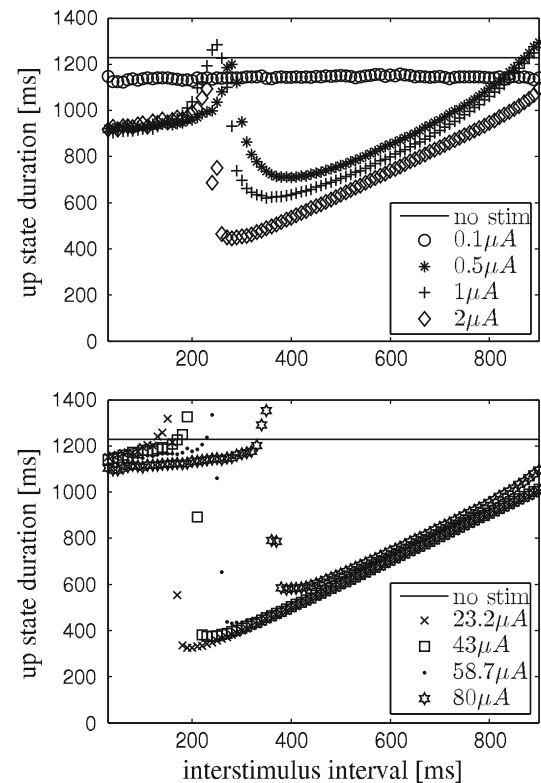 1400
1200
1000
800
600
400
200
0
up state duration [ms]
200
400
600
800
no stim
0.1μA
0.5μA
1μA
2μA
1400
1200
1000
800
600
400
200
0
up state duration [ms]
200
400
600
800
interstimulus interval [ms]
no stim
23.2μA
43μA
58.7μA
80μA